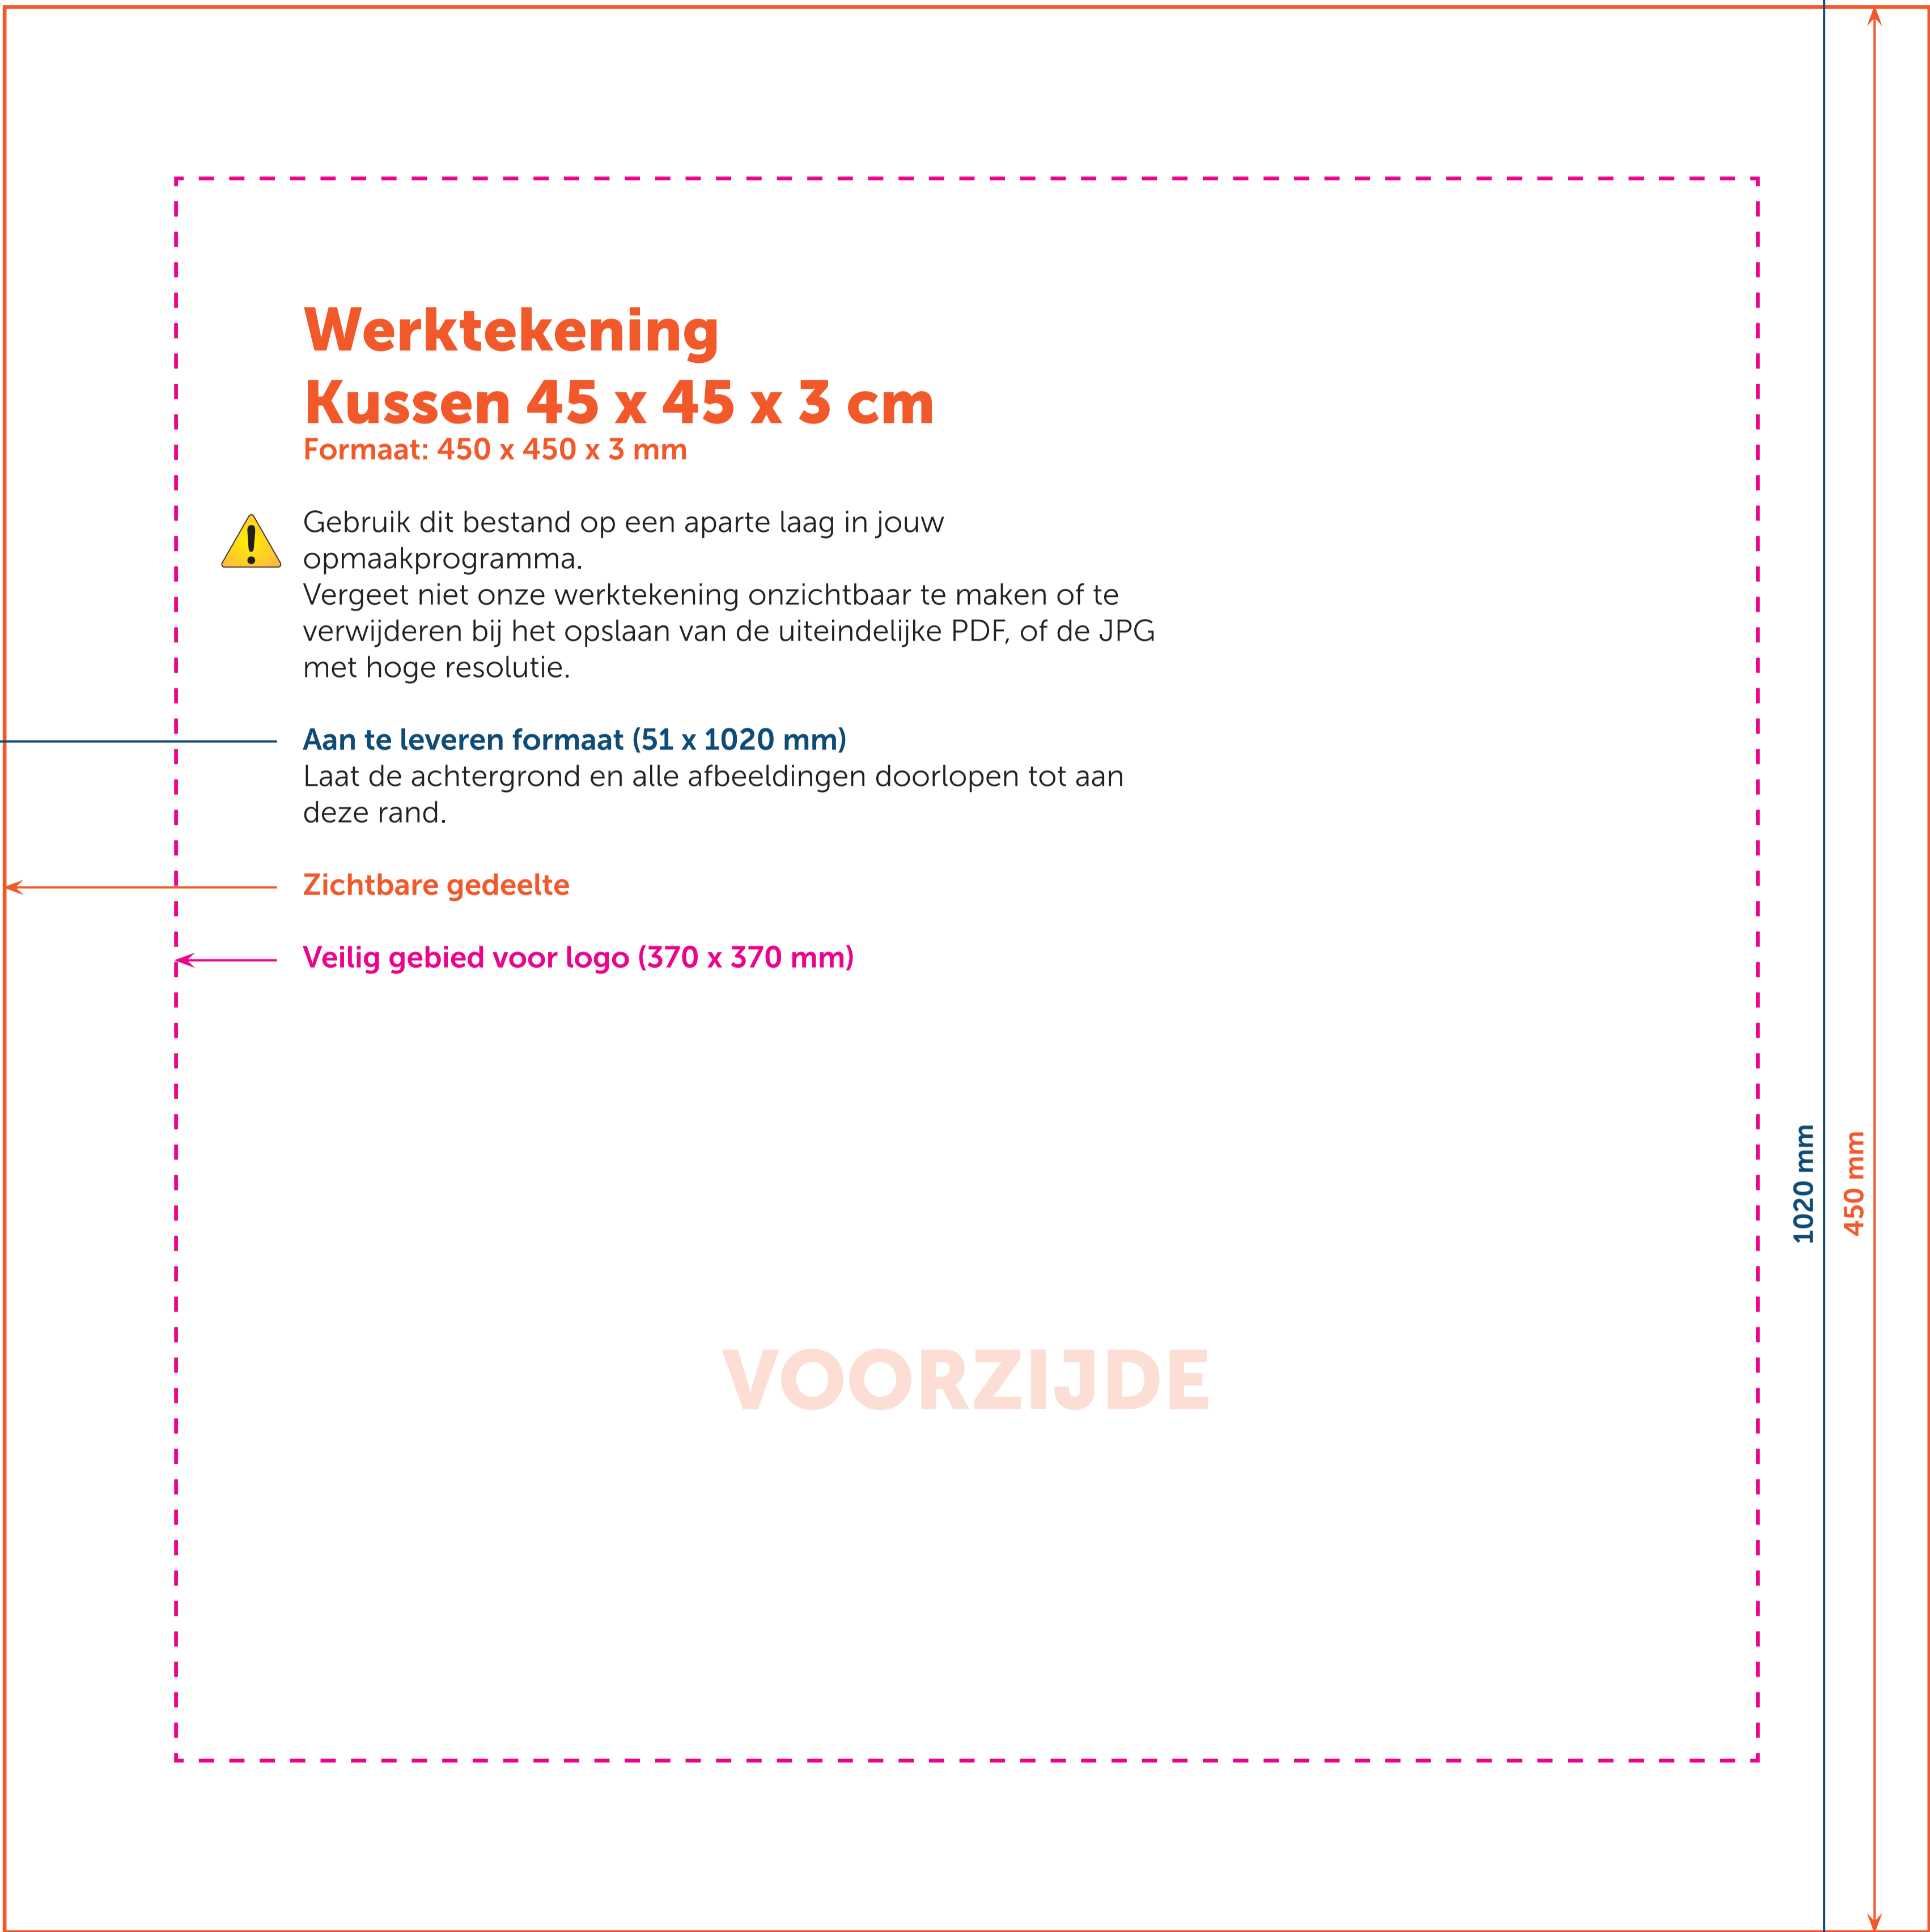 Werktekening
Kussen 45 x 45 x 3 cm
Formaat: 450 x 450 x 3 mm
Gebruik dit bestand op een aparte laag in jouw
opmaakprogramma.
Vergeet niet onze werktekening onzichtbaar te maken of te
verwijderen bij het opslaan van de uiteindelijke PDF, of de JPG
met hoge resolutie.
Aan te leveren formaat (51 x 1020 mm)
Laat de achtergrond en alle afbeeldingen doorlopen tot aan
deze rand.
Zichtbare gedeelte
Veilig gebied voor logo (370 x 370 mm)
1020 mm
450 mm
VOORZIJDE